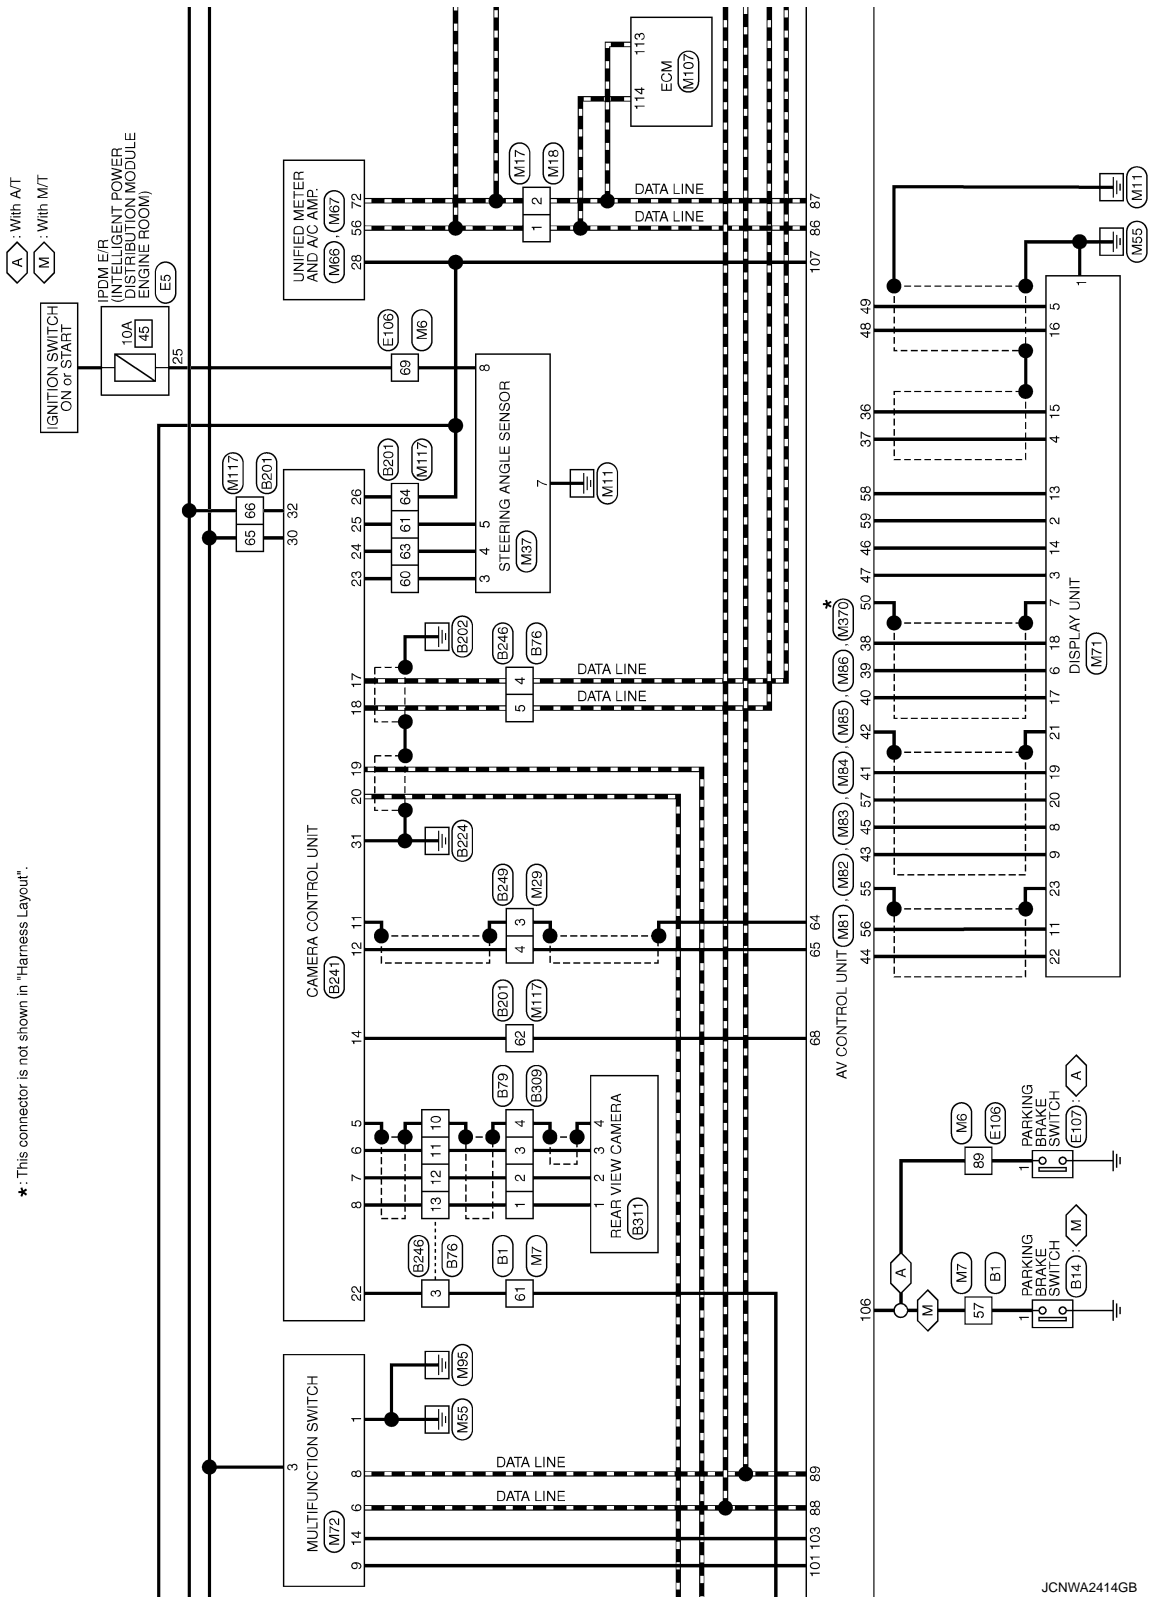 A : With A/T
M : With M/T
IGNITION SWITCH
ON or START
IPDM E/R
(INTELLIGENT POWER
DISTRIBUTION MODULE
ENGINE ROOM)
E5
10A
45
25
UNIFIED METER
AND A/C AMP.
M66 , M67
72
56
28
M17
M18
2
1
DATA LINE
DATA LINE
87
86
107
ECM
M107
113
114
E106
M6
69
8
STEERING ANGLE SENSOR
M37
7
M11
5
4
3
M117
B201
66
65
32
30
B201
M117
26
25
24
23
64
61
63
60
CAMERA CONTROL UNIT
B241
B202
B246
B76
17
18
4
5
DATA LINE
DATA LINE
19
20
31
B224
B249
M29
11
12
3
4
64
65
B201
M117
14
62
68
B79
B309
5
6
7
8
10
11
12
13
4
3
2
1
4
3
2
1
REAR VIEW CAMERA
B311
B246
B76
B1
M7
22
3
61
MULTIFUNCTION SWITCH
M72
3
1
M95
M55
8
6
14
9
DATA LINE
DATA LINE
89
88
103
101
AV CONTROL UNIT M81 , M82 , M83 , M84 , M85 , M86 , M370 *
49
48
36
37
58
59
46
47
50
38
39
40
42
41
57
45
43
55
56
44
106
DISPLAY UNIT
M71
1
5
16
15
4
13
2
14
3
7
18
6
17
21
19
20
8
9
23
11
22
M11
M55
A
M6
E106
89
1
PARKING
BRAKE
SWITCH
E107 : A
M
M7
B1
57
1
PARKING
BRAKE
SWITCH
B14 : M
* : This connector is not shown in "Harness Layout".
JCNWA2414GB